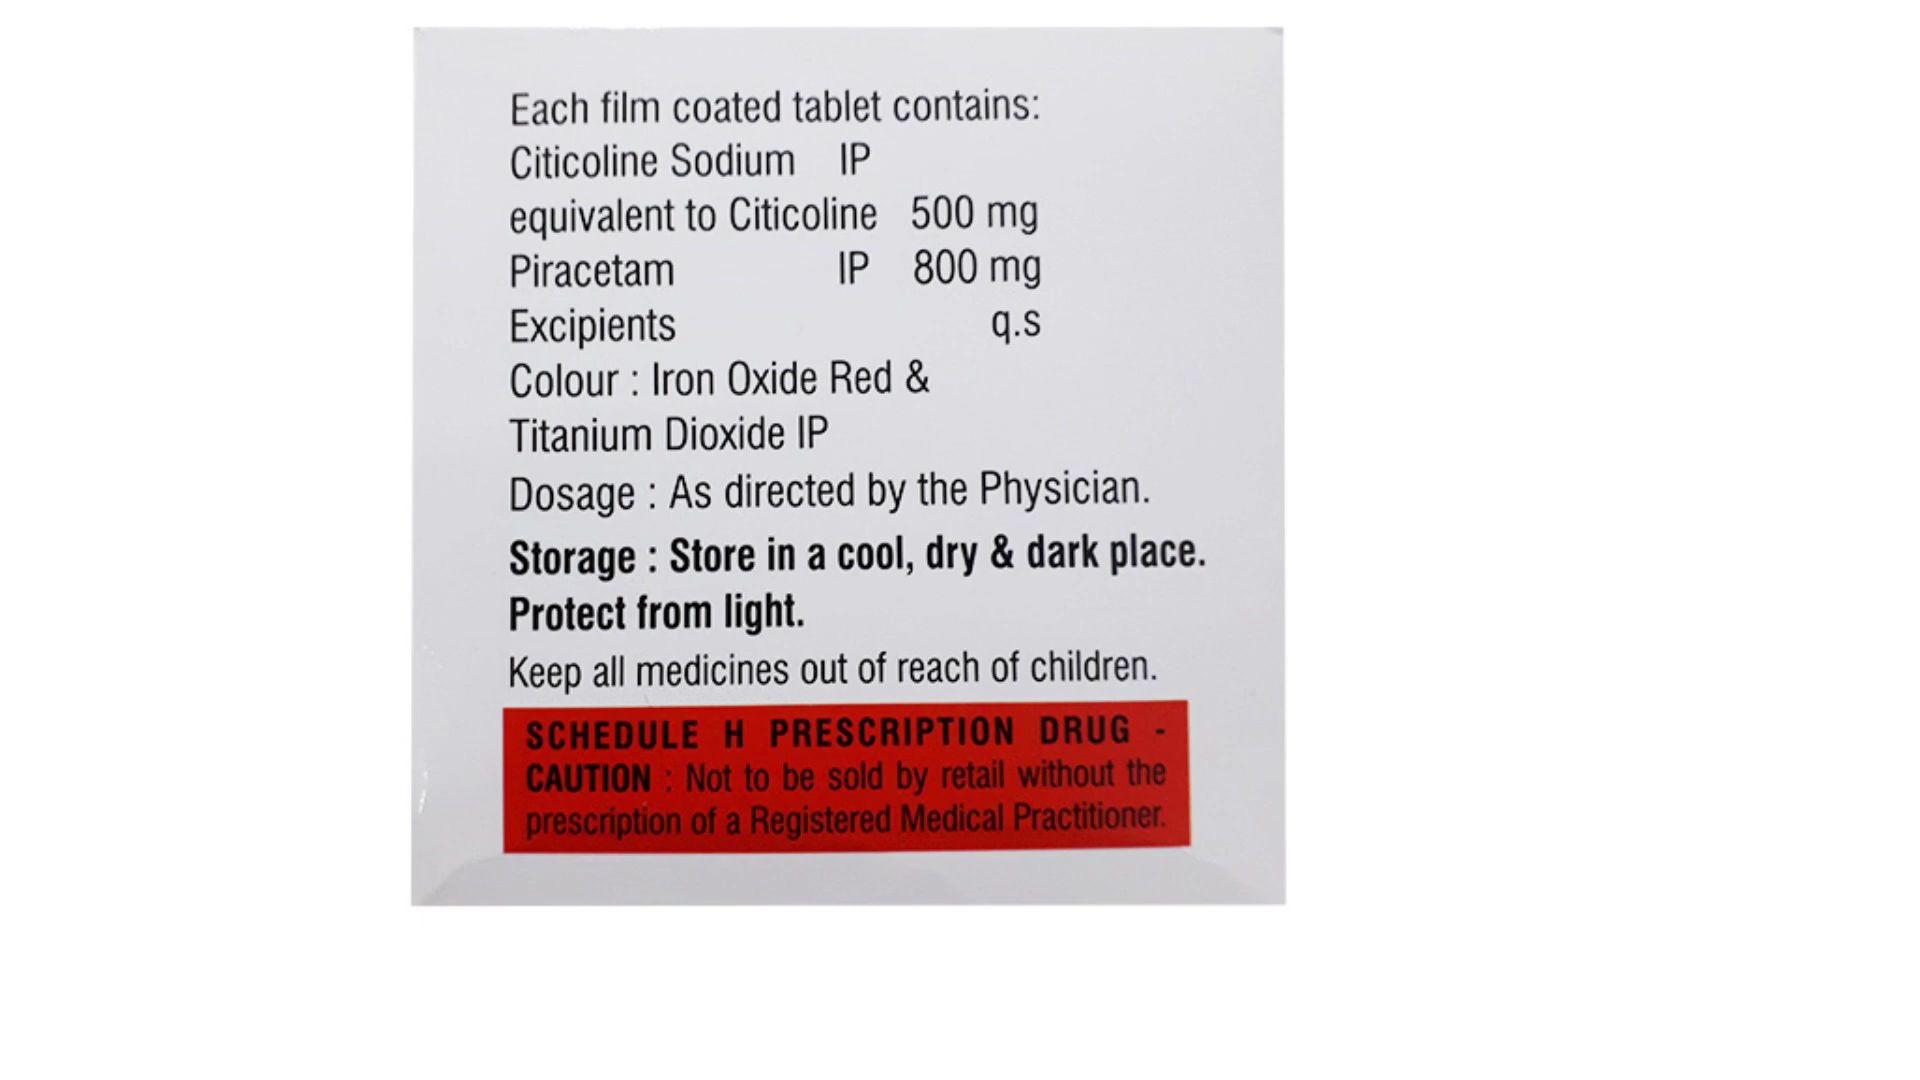 Each film coated tablet contains:
Citicoline Sodium IP
equivalent to Citicoline 500 mg
Piracetam IP 800 mg
Excipients q.s
Colour : Iron Oxide Red &
Titanium Dioxide IP
Dosage : As directed by the Physician.
Storage : Store in a cool, dry & dark place.
Protect from light.
Keep all medicines out of reach of children.
SCHEDULE H PRESCRIPTION DRUG -
CAUTION : Not to be sold by retail without the
prescription of a Registered Medical Practitioner.